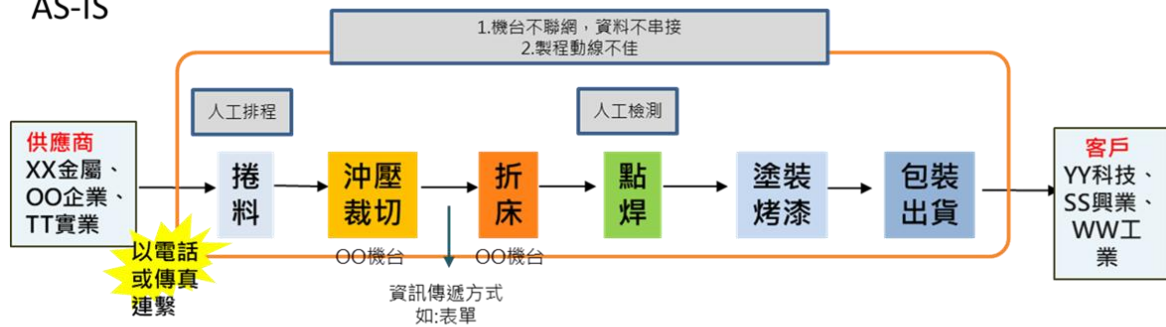 AS-IS
1.機台不聯網，資料不串接
2.製程動線不佳
人工排程
人工檢測
供應商
XX金屬、
OO企業、
TT實業
捲
料
沖壓
裁切
折
床
點
焊
塗裝
烤漆
包裝
出貨
客戶
YY科技、
SS興業、
WW工
業
以電話
或傳真
連繫
OO機台
OO機台
資訊傳遞方式
如:表單